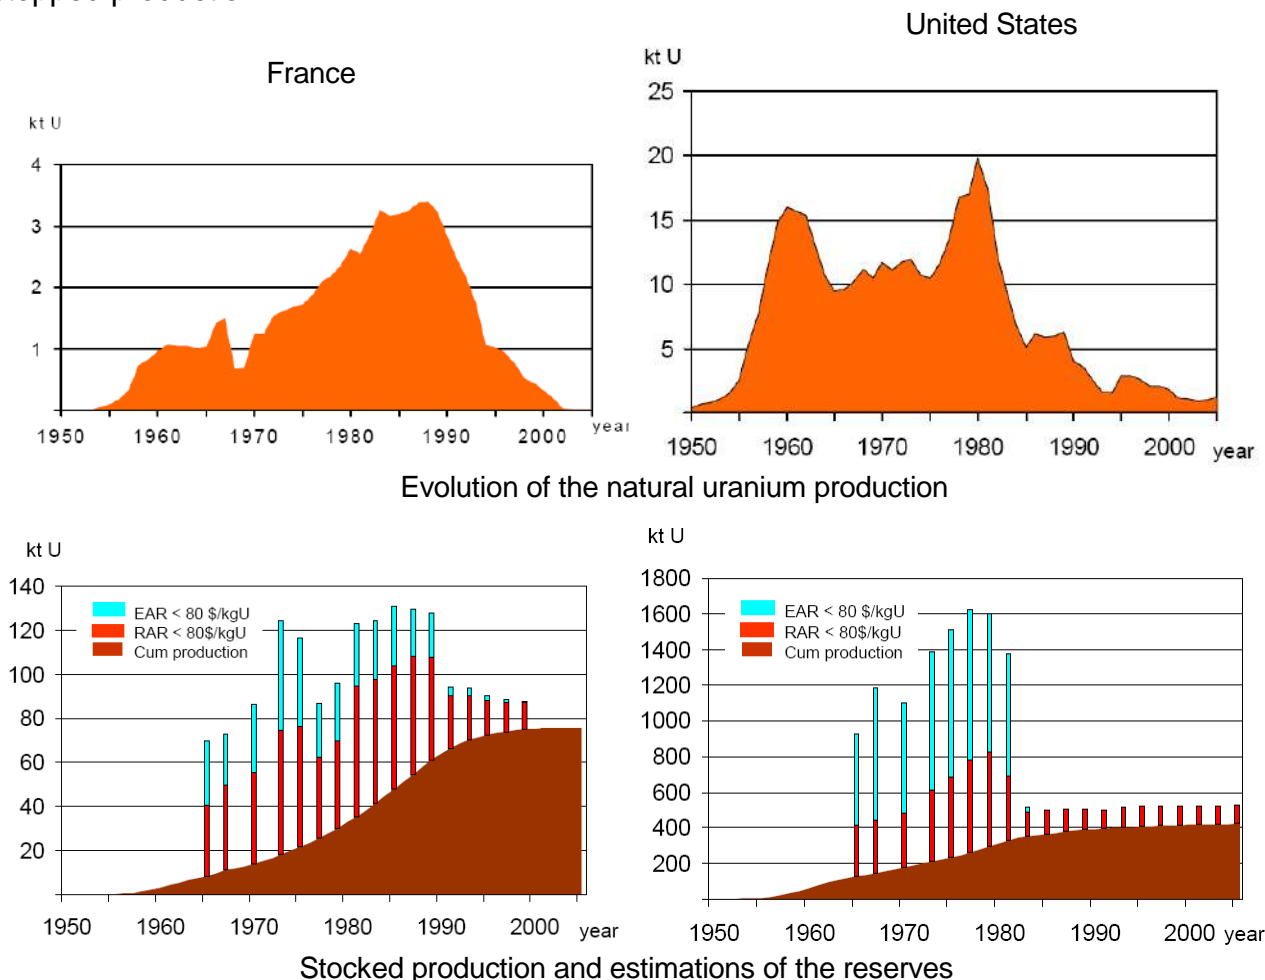 United States
France
kt U
25
20
15
10
5
1950 1960 1970 1980 1990 2000 year
kt U
4
3
2
1
1950 1960 1970 1980 1990 2000
Evolution of the natural uranium production
kt U
140
120
100
80
60
40
20
EAR < 80 $/kgU
RAR < 80$/kgU
Cum production
1950 1960 1970 1980 1990 2000 year
kt U
1800
1600
1400
1200
1000
800
600
400
200
EAR < 80 $/kgU
RAR < 80$/kgU
Cum production
1950 1960 1970 1980 1990 2000 year
Stocked production and estimations of the reserves